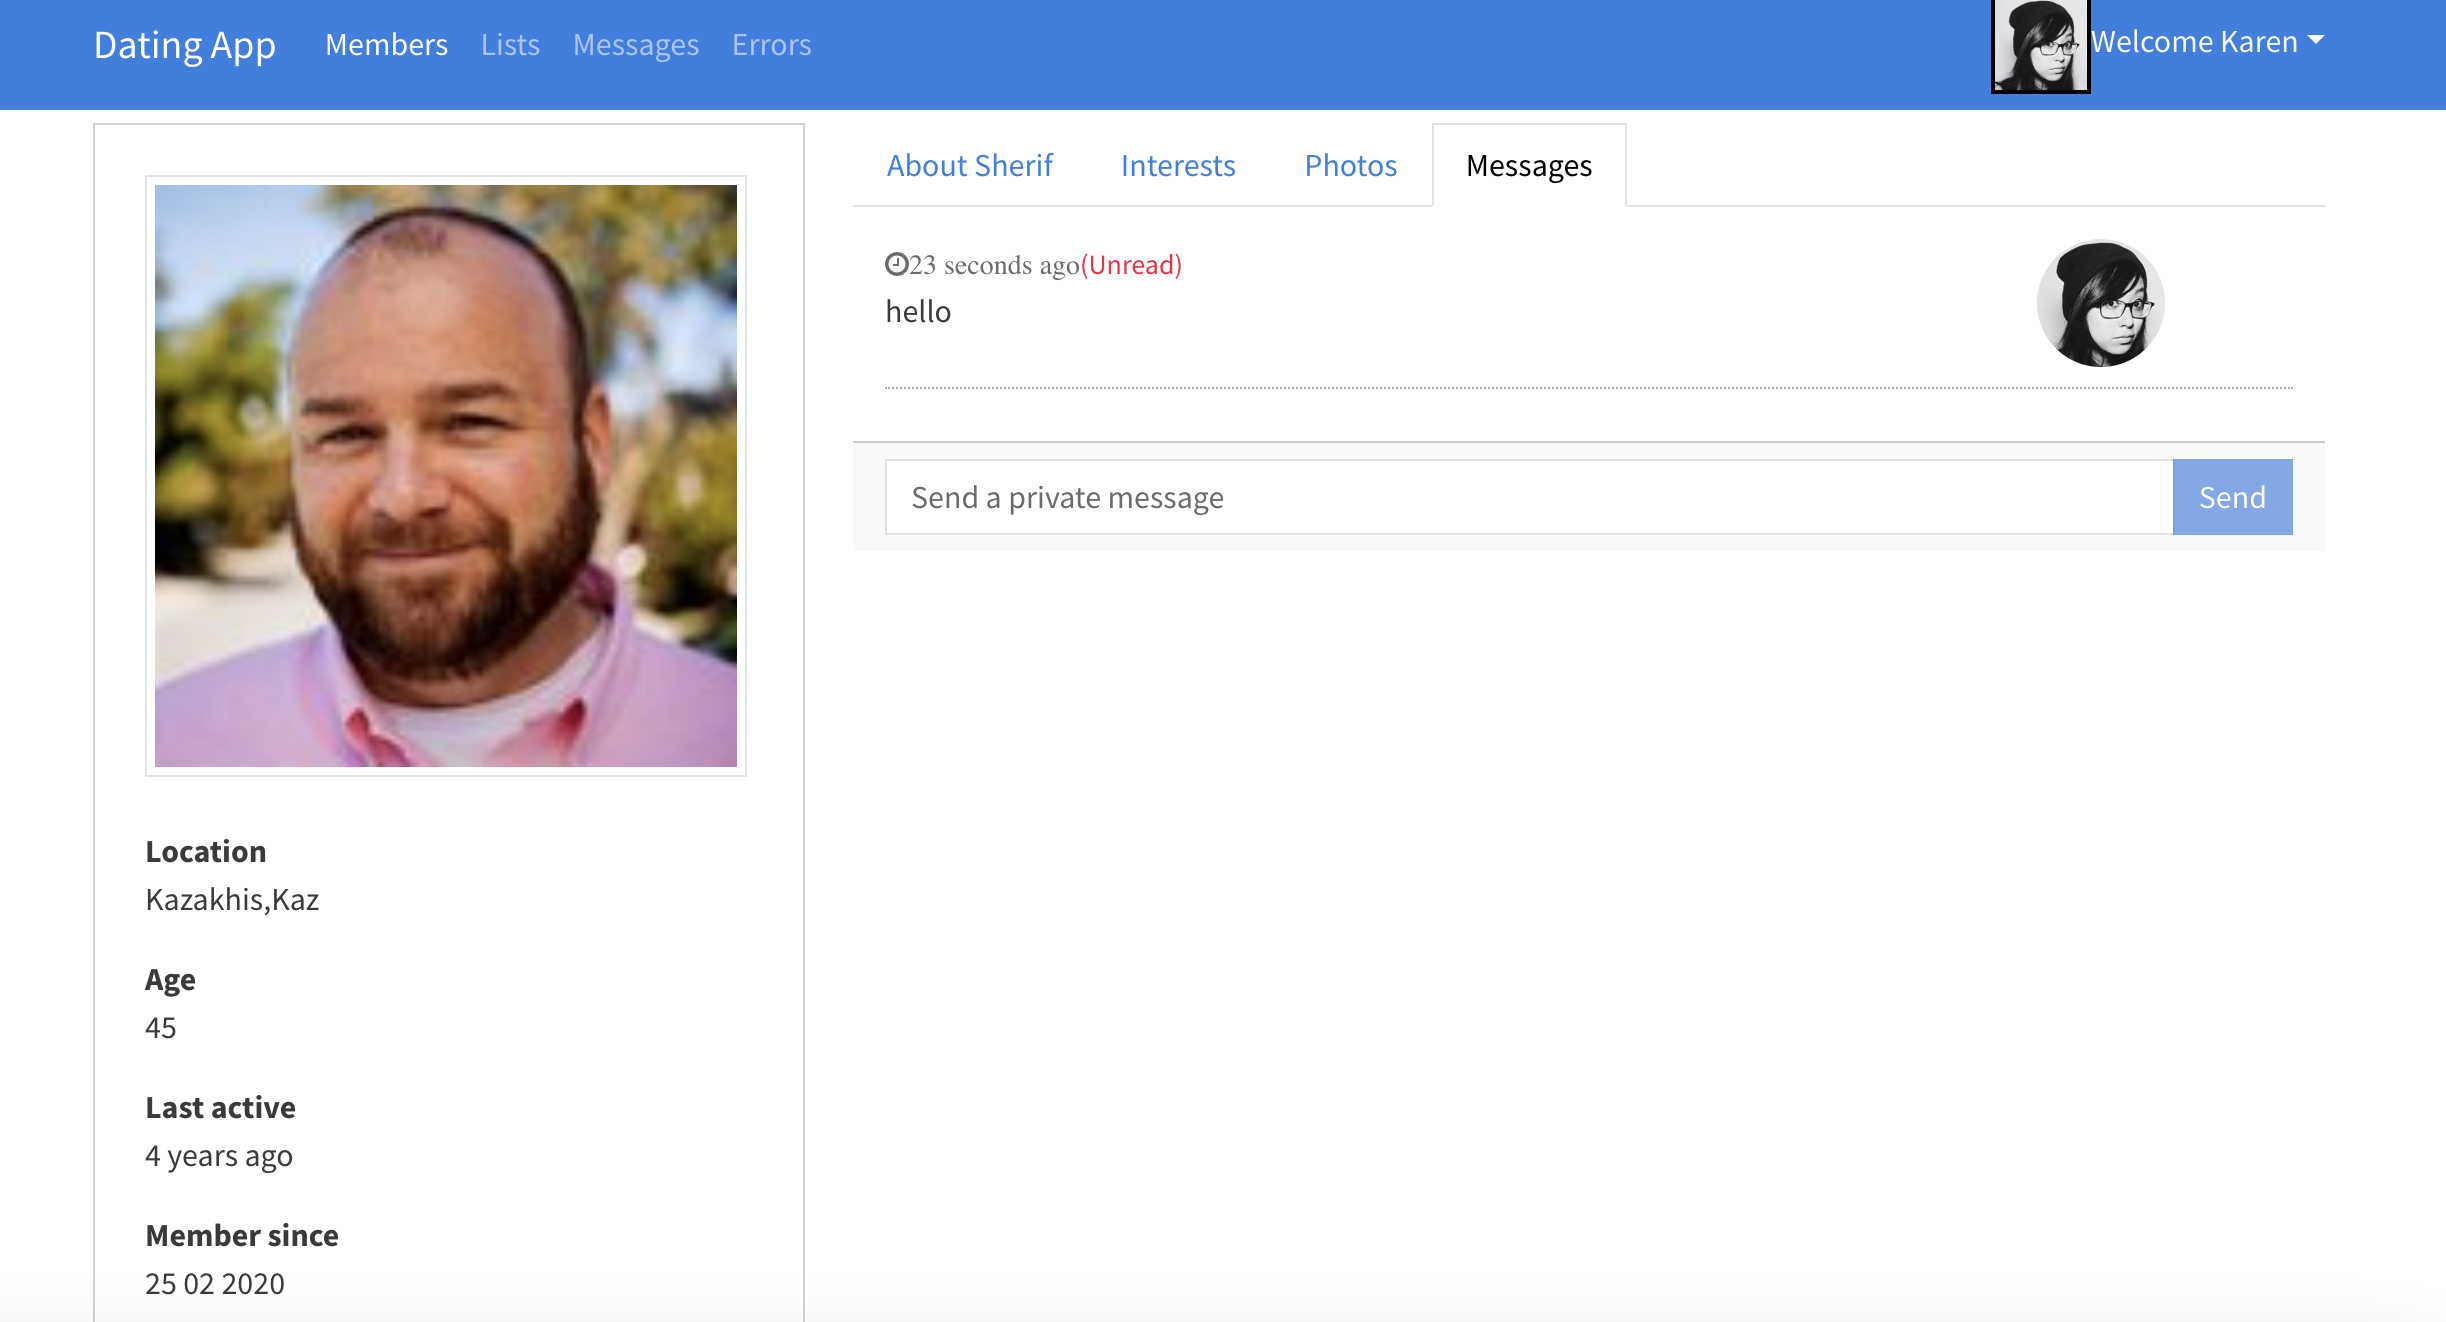 Dating App Members Lists Messages Errors Welcome Karen
About Sherif Interests Photos Messages
23 seconds ago(Unread)
hello
Send a private message Send
Location
Kazakhis,Kaz
Age
45
Last active
4 years ago
Member since
25 02 2020